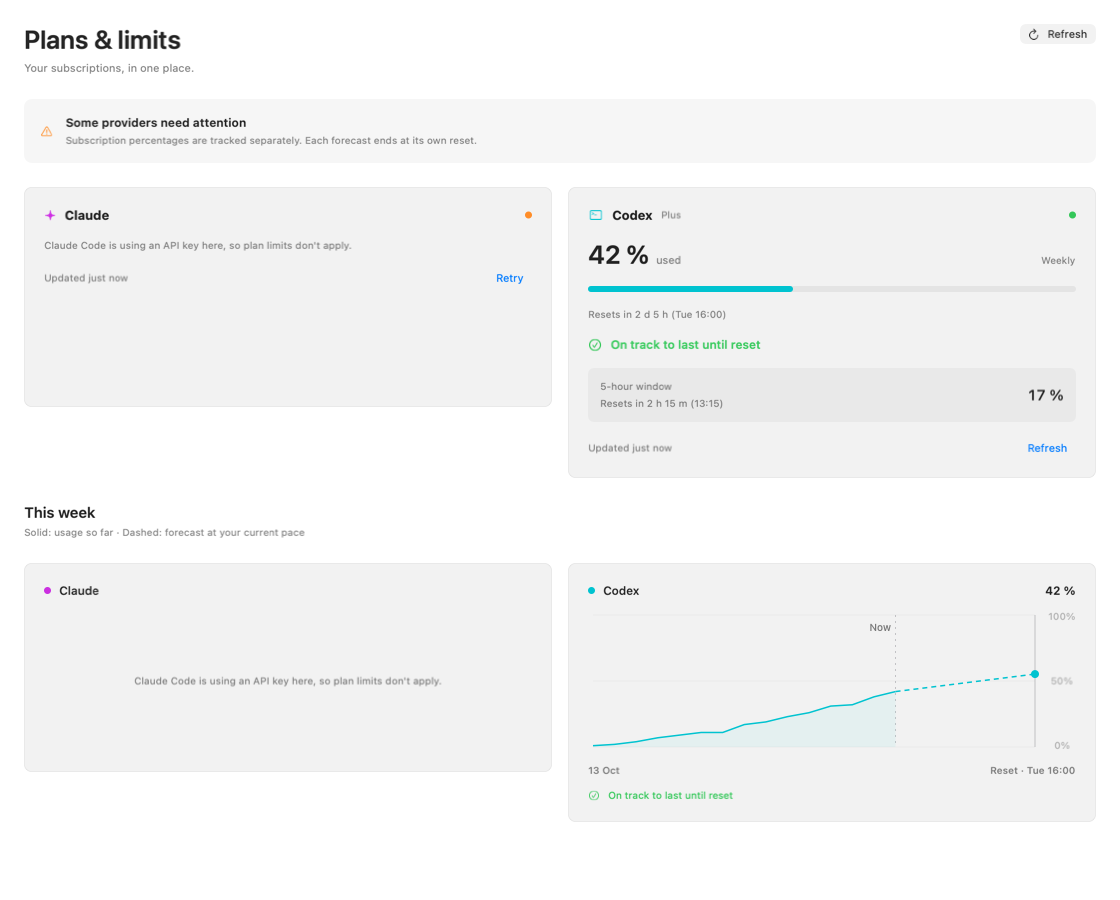 Plans & limits
Refresh
Your subscriptions, in one place.
Some providers need attention
Subscription percentages are tracked separately. Each forecast ends at its own reset.
Claude
Claude Code is using an API key here, so plan limits don't apply.
Updated just now
Retry
Codex Plus
42 % used
Weekly
Resets in 2 d 5 h (Tue 16:00)
On track to last until reset
5-hour window
Resets in 2 h 15 m (13:15)
17 %
Updated just now
Refresh
This week
Solid: usage so far · Dashed: forecast at your current pace
Claude
Claude Code is using an API key here, so plan limits don't apply.
Codex
42 %
100%
Now
50%
0%
13 Oct
Reset · Tue 16:00
On track to last until reset